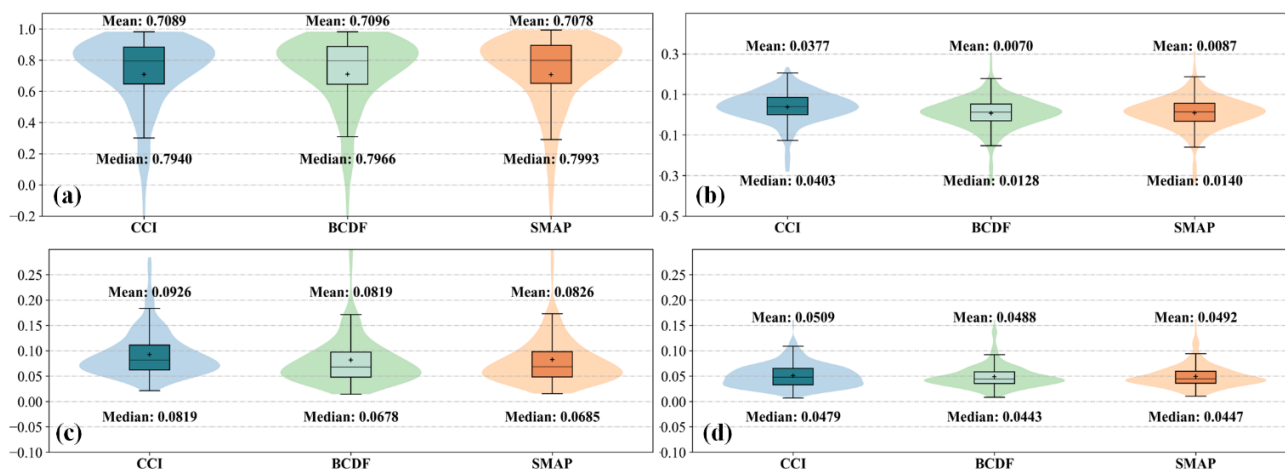 Mean: 0.7089 Mean: 0.7096 Mean: 0.7078
1.0
0.8
0.6
0.4
0.2
0.0
−0.2
Median: 0.7940 Median: 0.7966 Median: 0.7993
(a)
CCI BCDF SMAP
Mean: 0.0377 Mean: 0.0070 Mean: 0.0087
0.3
0.1
−0.1
−0.3
−0.5
Median: 0.0403 Median: 0.0128 Median: 0.0140
(b)
CCI BCDF SMAP
Mean: 0.0926 Mean: 0.0819 Mean: 0.0826
0.25
0.20
0.15
0.10
0.05
0.00
−0.05
−0.10
Median: 0.0819 Median: 0.0678 Median: 0.0685
(c)
CCI BCDF SMAP
Mean: 0.0509 Mean: 0.0488 Mean: 0.0492
0.25
0.20
0.15
0.10
0.05
0.00
−0.05
−0.10
Median: 0.0479 Median: 0.0443 Median: 0.0447
(d)
CCI BCDF SMAP